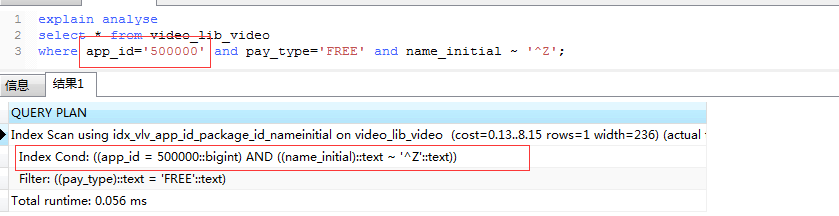 1 explain analyse
2 select * from video_lib_video
3 where app_id='500000' and pay_type='FREE' and name_initial ~ '^Z';
信息 结果1
QUERY PLAN
Index Scan using idx_vlv_app_id_package_id_nameinitial on video_lib_video (cost=0.13..8.15 rows=1 width=236) (actual
Index Cond: ((app_id = 500000::bigint) AND ((name_initial)::text ~ '^Z'::text))
Filter: ((pay_type)::text = 'FREE'::text)
Total runtime: 0.056 ms